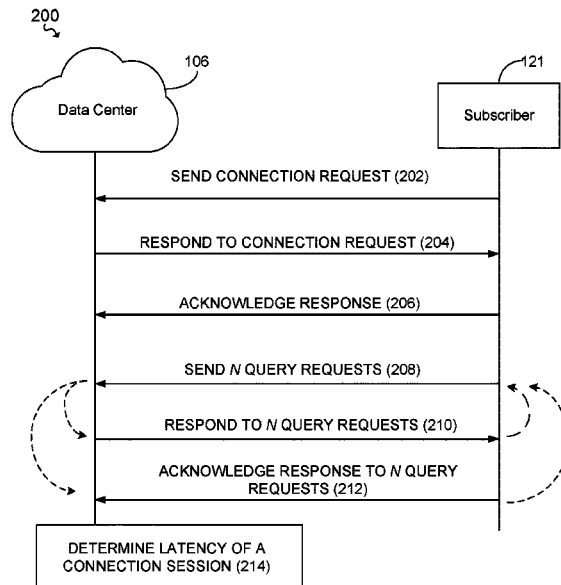 200
106
121
Data Center
Subscriber
SEND CONNECTION REQUEST (202)
RESPOND TO CONNECTION REQUEST (204)
ACKNOWLEDGE RESPONSE (206)
SEND N QUERY REQUESTS (208)
RESPOND TO N QUERY REQUESTS (210)
ACKNOWLEDGE RESPONSE TO N QUERY
REQUESTS (212)
DETERMINE LATENCY OF A
CONNECTION SESSION (214)